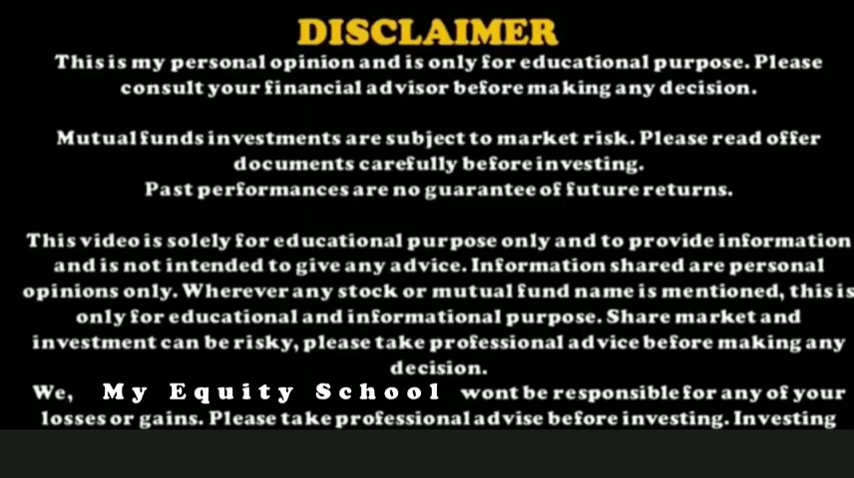 DISCLAIMER
This is my personal opinion and is only for educational purpose. Please
consult your financial advisor before making any decision.
Mutual funds investments are subject to market risk. Please read offer
documents carefully before investing.
Past performances are no guarantee of future returns.
This video is solely for educational purpose only and to provide information
and is not intended to give any advice. Information shared are personal
opinions only. Wherever any stock or mutual fund name is mentioned, this is
only for educational and informational purpose. Share market and
investment can be risky, please take professional advice before making any
decision.
We, My Equity School wont be responsible for any of your
losses or gains. Please take professional advise before investing. Investing